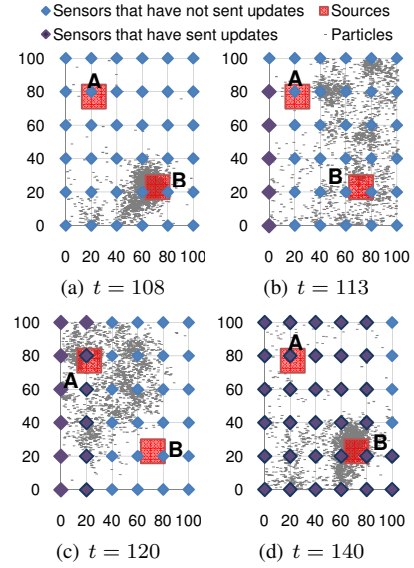 Sensors that have not sent updates Sources
Sensors that have sent updates Particles
100 80 60 40 20 0
A
B
0 20 40 60 80 100
(a) t = 108
100 80 60 40 20 0
A
B
0 20 40 60 80 100
(b) t = 113
100 80 60 40 20 0
A
B
0 20 40 60 80 100
(c) t = 120
100 80 60 40 20 0
A
B
0 20 40 60 80 100
(d) t = 140